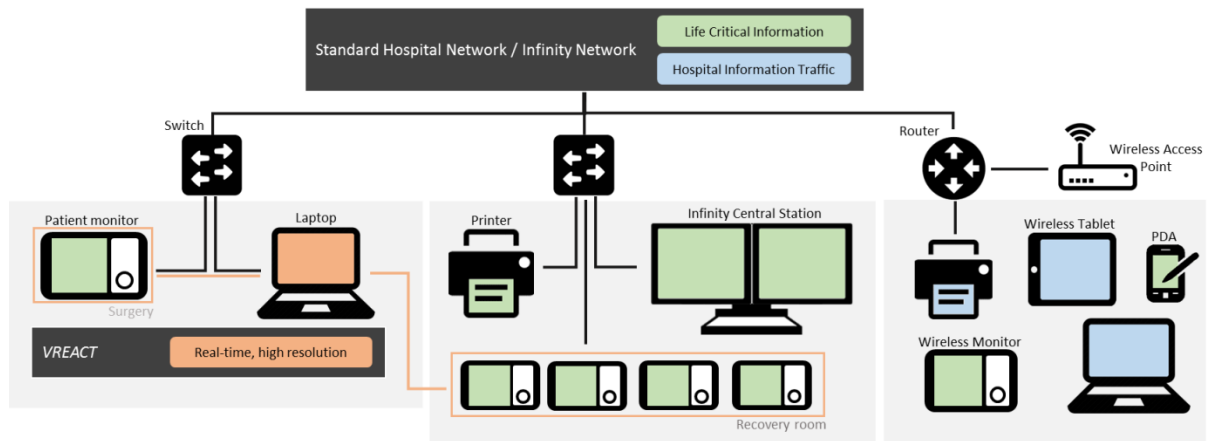 Standard Hospital Network / Infinity Network
Life Critical Information
Hospital Information Traffic
Switch
Router
Wireless Access
Point
Patient monitor
Laptop
Surgery
VREACT
Real-time, high resolution
Printer
Infinity Central Station
Recovery room
Wireless Tablet
PDA
Wireless Monitor